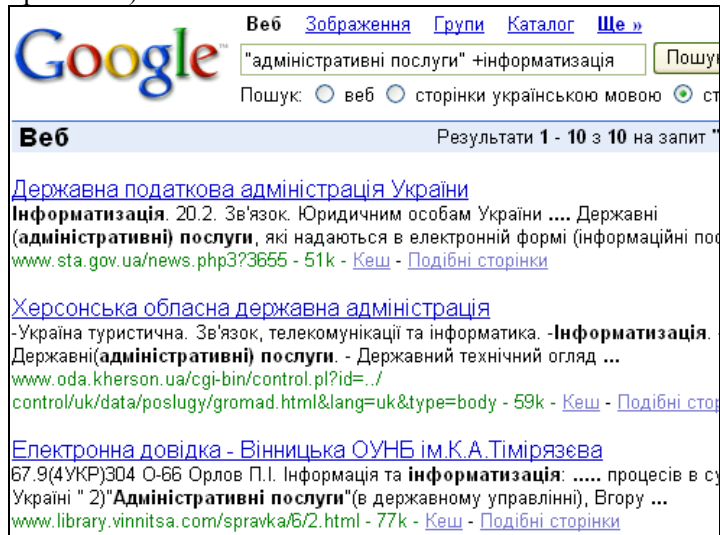 Google™
Веб Зображення Групи Каталог Ще »
"адміністративні послуги" +інформатизація
Пошук: веб сторінки українською мовою
Веб Результати 1 - 10 з 10 на запит "
Державна податкова адміністрація України
Інформатизація. 20.2. Зв'язок. Юридичним особам України .... Державні
(адміністративні) послуги, які надаються в електронній формі (інформаційні пос
www.sta.gov.ua/news.php3?3655 - 51k - Кеш - Подібні сторінки
Херсонська обласна державна адміністрація
-Україна туристична. Зв'язок, телекомунікації та інформатика. -Інформатизація.
Державні(адміністративні) послуги. - Державний технічний огляд ...
www.oda.kherson.ua/cgi-bin/control.pl?id=../
control/uk/data/poslugy/gromad.html&lang=uk&type=body - 59k - Кеш - Подібні стор
Електронна довідка - Вінницька ОУНБ ім.К.А.Тімірязєва
67.9(4УКР)304 О-66 Орлов П.І. Інформація та інформатизація: ..... процесів в су
Україні " 2)"Адміністративні послуги"(в державному управлінні), Вгору ...
www.library.vinnitsa.com/spravka/6/2.html - 77k - Кеш - Подібні сторінки